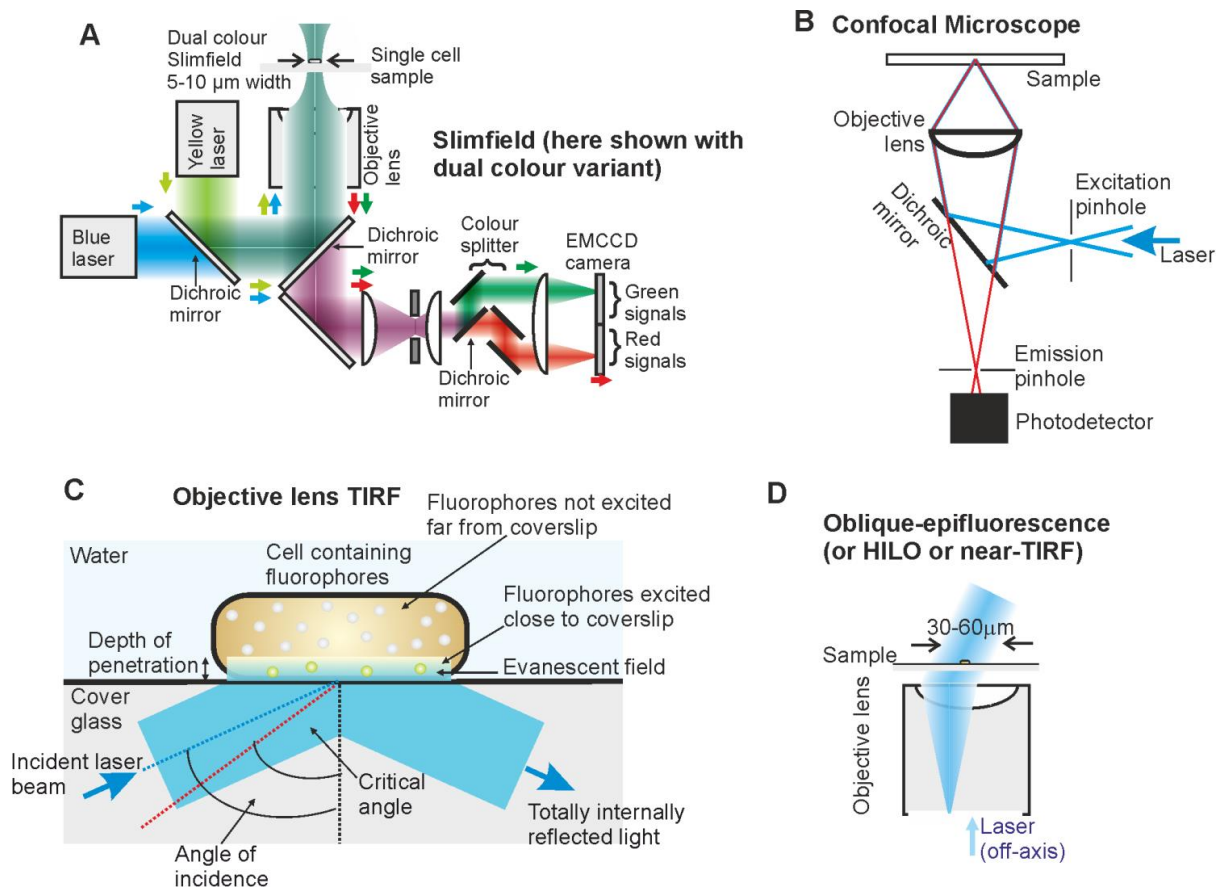 A
Dual colour
Slimfield
5-10 µm width
Single cell
sample
Yellow
laser
Objective
lens
Slimfield (here shown with
dual colour variant)
Blue
laser
Dichroic
mirror
Dichroic
mirror
Colour
splitter
EMCCD
camera
Green
signals
Red
signals
Dichroic
mirror
B
Confocal Microscope
Sample
Objective
lens
Dichroic
mirror
Excitation
pinhole
Laser
Emission
pinhole
Photodetector
C
Objective lens TIRF
Fluorophores not excited
far from coverslip
Water
Cell containing
fluorophores
Fluorophores excited
close to coverslip
Depth of
penetration
Evanescent field
Cover
glass
Incident laser
beam
Critical
angle
Totally internally
reflected light
Angle of
incidence
D
Oblique-epifluorescence
(or HILO or near-TIRF)
30-60µm
Sample
Objective lens
Laser
(off-axis)